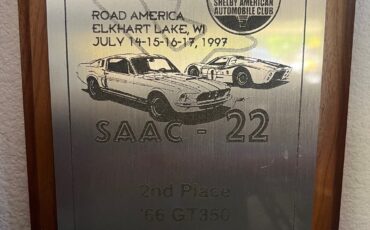 SHELBY AMERICAN
AUTOMOBILE CLUB
ROAD AMERICA
ELKHART LAKE, WI
JULY 14-15-16-17, 1997
SAAC - 22
2nd Place
'66 GT350